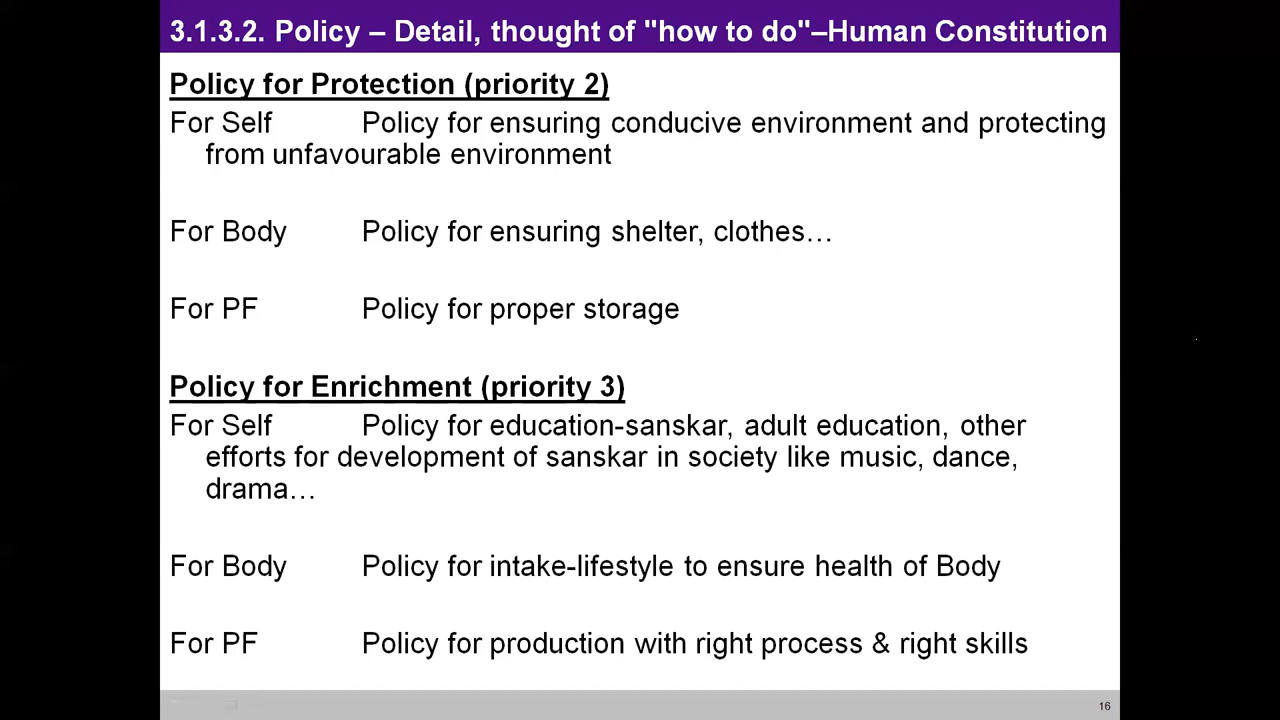 3.1.3.2. Policy – Detail, thought of "how to do"–Human Constitution
Policy for Protection (priority 2)
For Self Policy for ensuring conducive environment and protecting
from unfavourable environment
For Body Policy for ensuring shelter, clothes…
For PF Policy for proper storage
Policy for Enrichment (priority 3)
For Self Policy for education-sanskar, adult education, other
efforts for development of sanskar in society like music, dance,
drama…
For Body Policy for intake-lifestyle to ensure health of Body
For PF Policy for production with right process & right skills
16